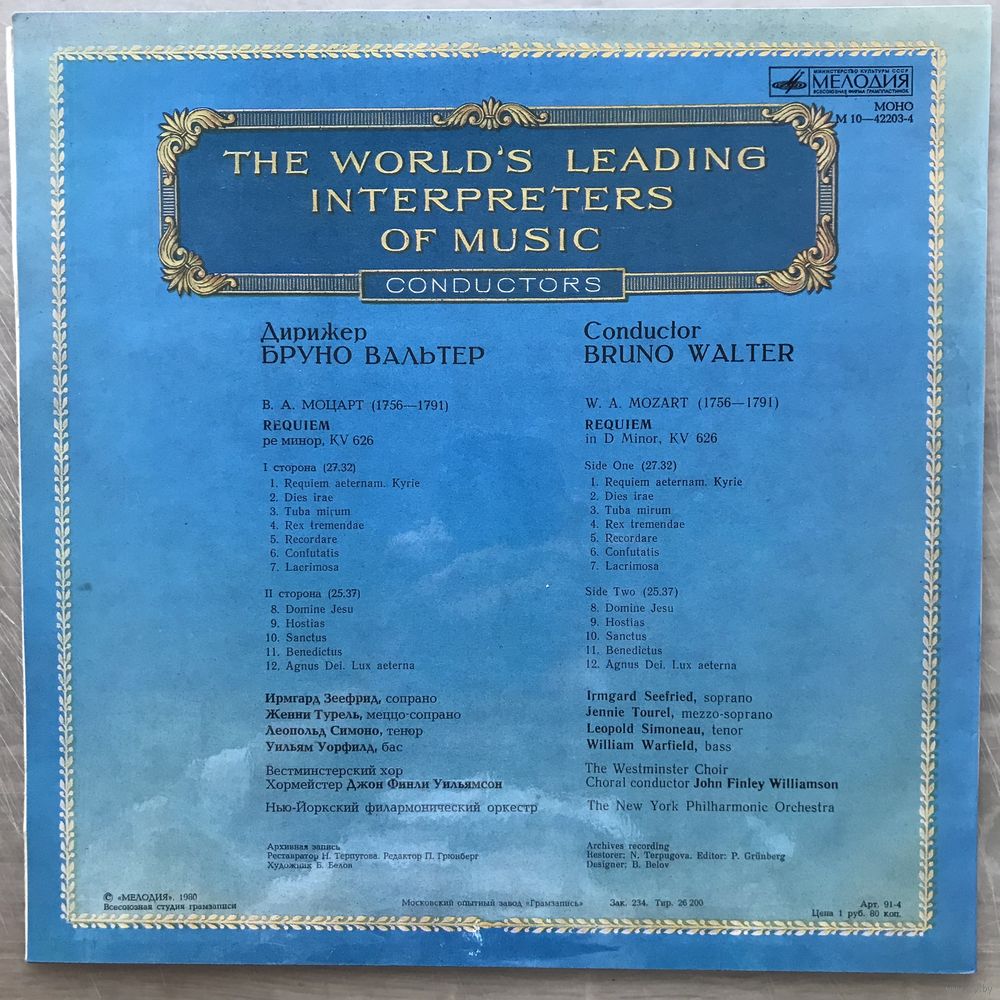 МИНИСТЕРСТВО КУЛЬТУРЫ СССР
МЕЛОДИЯ
ВСЕСОЮЗНАЯ ФИРМА ГРАМПЛАСТИНОК
МОНО
М 10—42203-4
THE WORLD'S LEADING
INTERPRETERS
OF MUSIC
CONDUCTORS
Дирижер
БРУНО ВАЛЬТЕР
В. А. МОЦАРТ (1756—1791)
REQUIEM
ре минор, KV 626
I сторона (27.32)
1. Requiem aeternam. Kyrie
2. Dies irae
3. Tuba mirum
4. Rex tremendae
5. Recordare
6. Confutatis
7. Lacrimosa
II сторона (25.37)
8. Domine Jesu
9. Hostias
10. Sanctus
11. Benedictus
12. Agnus Dei. Lux aeterna
Ирмгард Зеефрид, сопрано
Женни Турель, меццо-сопрано
Леопольд Симоно, тенор
Уильям Уорфилд, бас
Вестминстерский хор
Хормейстер Джон Финли Уильямсон
Нью-Йоркский филармонический оркестр
Архивная запись
Реставратор Н. Терпугова. Редактор П. Грюнберг
Художник Б. Белов
Conductor
BRUNO WALTER
W. A. MOZART (1756—1791)
REQUIEM
in D Minor, KV 626
Side One (27.32)
1. Requiem aeternam. Kyrie
2. Dies irae
3. Tuba mirum
4. Rex tremendae
5. Recordare
6. Confutatis
7. Lacrimosa
Side Two (25.37)
8. Domine Jesu
9. Hostias
10. Sanctus
11. Benedictus
12. Agnus Dei. Lux aeterna
Irmgard Seefried, soprano
Jennie Tourel, mezzo-soprano
Leopold Simoneau, tenor
William Warfield, bass
The Westminster Choir
Choral conductor John Finley Williamson
The New York Philharmonic Orchestra
Archives recording
Restorer: N. Terpugova. Editor: P. Grünberg
Designer: B. Belov
© «МЕЛОДИЯ», 1980
Всесоюзная студия грамзаписи
Московский опытный завод «Грамзапись» Зак. 234. Тир. 26 200
Арт. 91-4
Цена 1 руб. 80 коп.